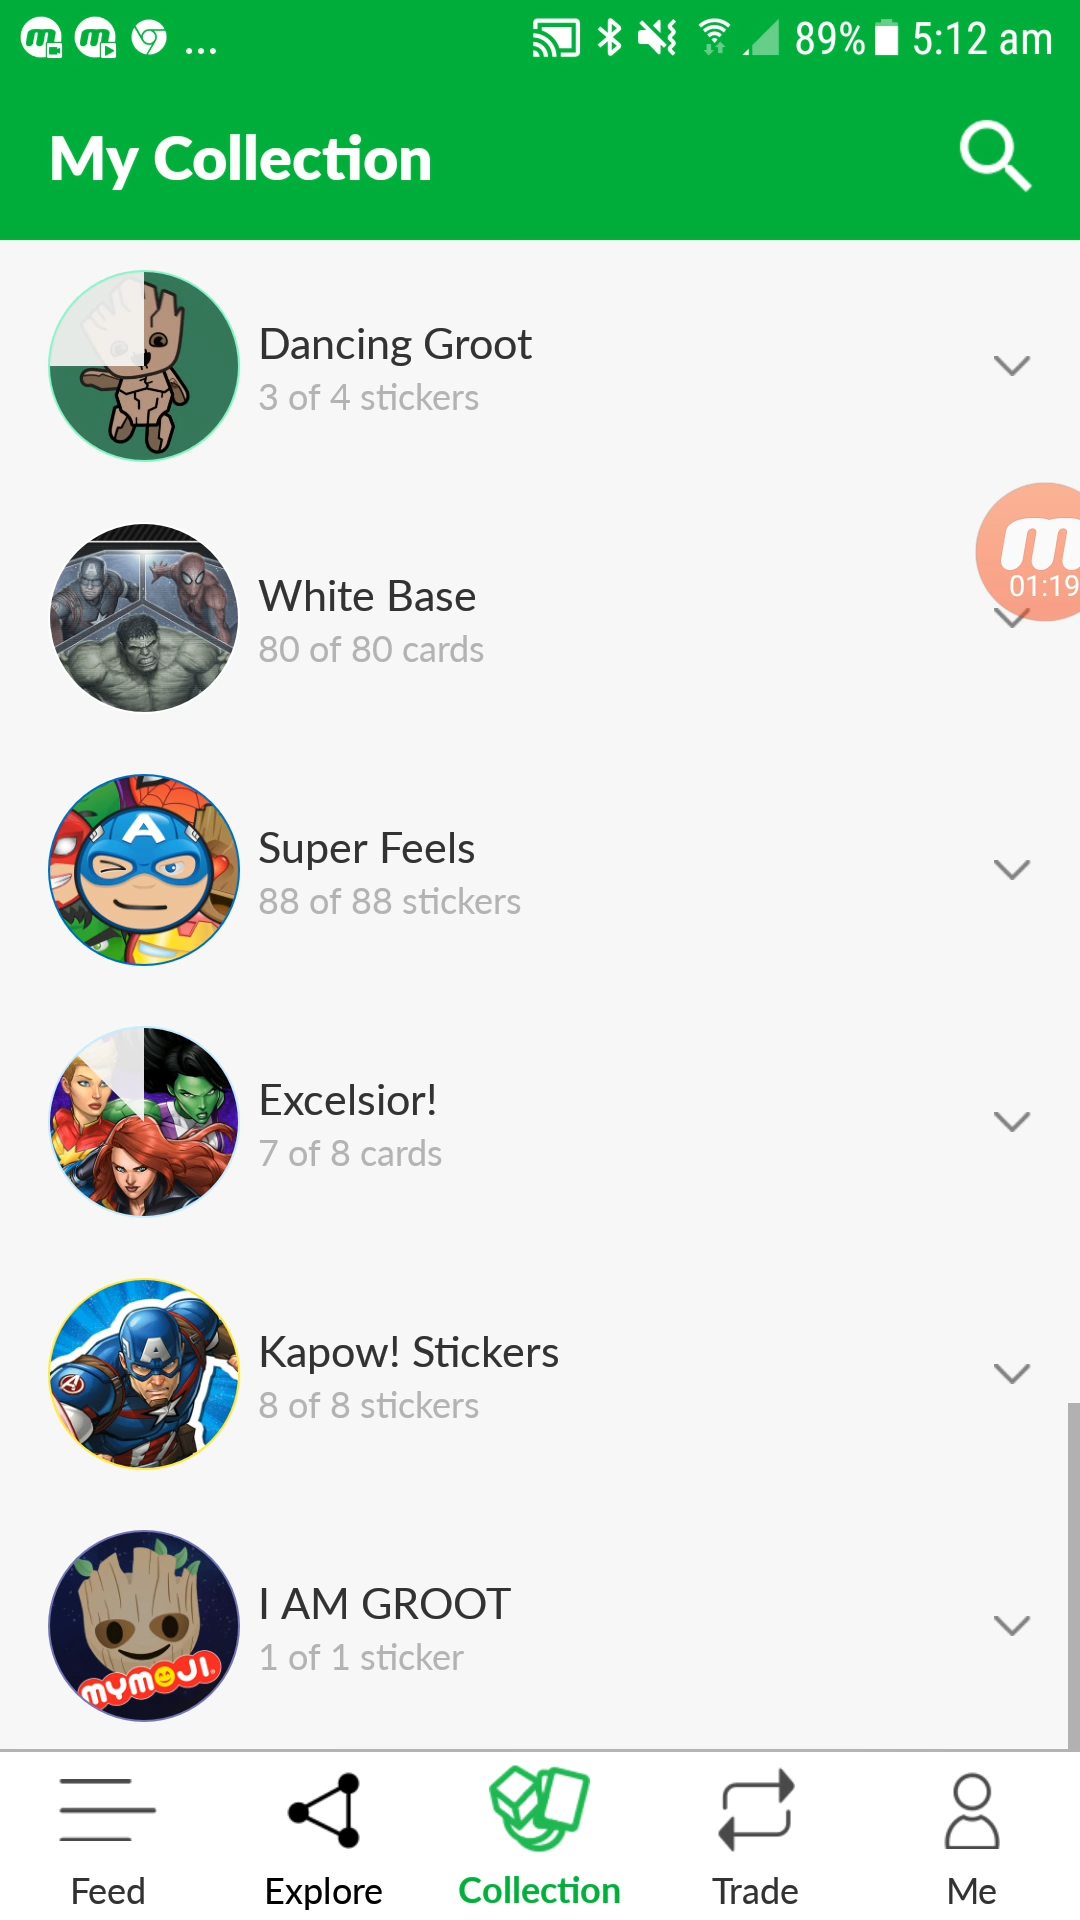 89% 5:12 am
My Collection
Dancing Groot
3 of 4 stickers
White Base
80 of 80 cards
01:19
Super Feels
88 of 88 stickers
Excelsior!
7 of 8 cards
Kapow! Stickers
8 of 8 stickers
I AM GROOT
1 of 1 sticker
MYMOJI
Feed Explore Collection Trade Me